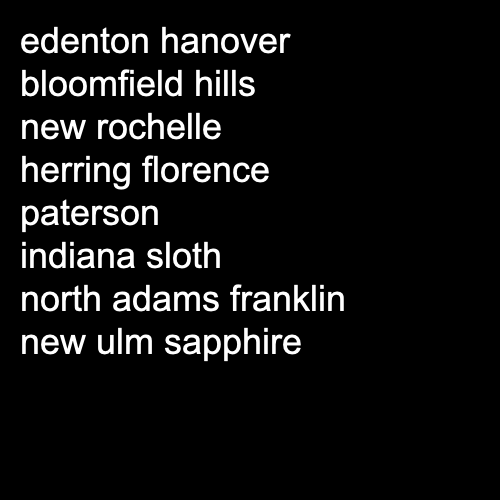 edenton hanover
bloomfield hills
new rochelle
herring florence
paterson
indiana sloth
north adams franklin
new ulm sapphire